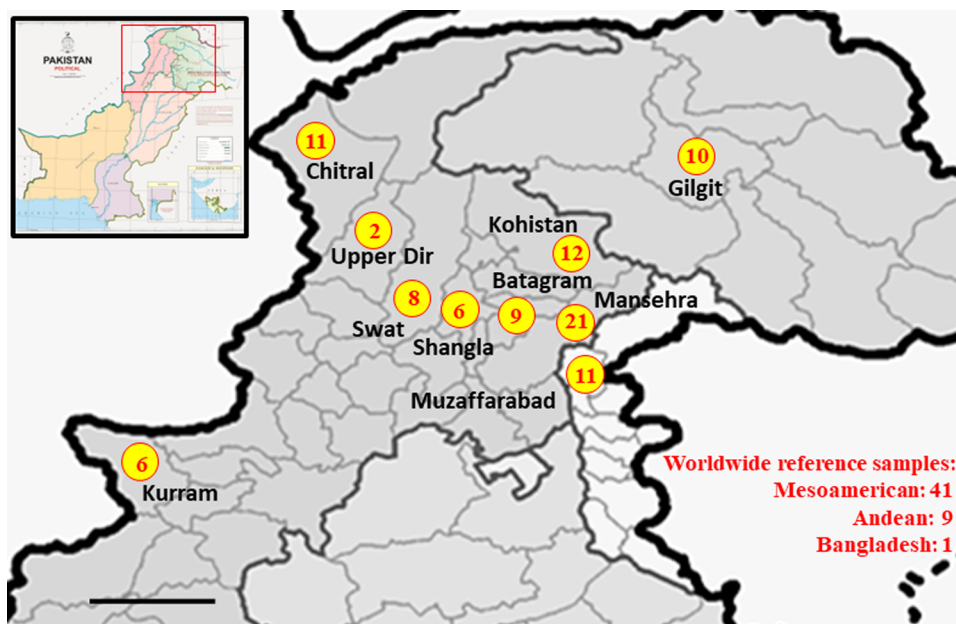 PAKISTAN
POLITICAL
11
Chitral
10
Gilgit
2
Upper Dir
Kohistan
12
Batagram
Mansehra
8
Swat
6
Shangla
9
21
11
Muzaffarabad
6
Kurram
Worldwide reference samples:
Mesoamerican: 41
Andean: 9
Bangladesh: 1